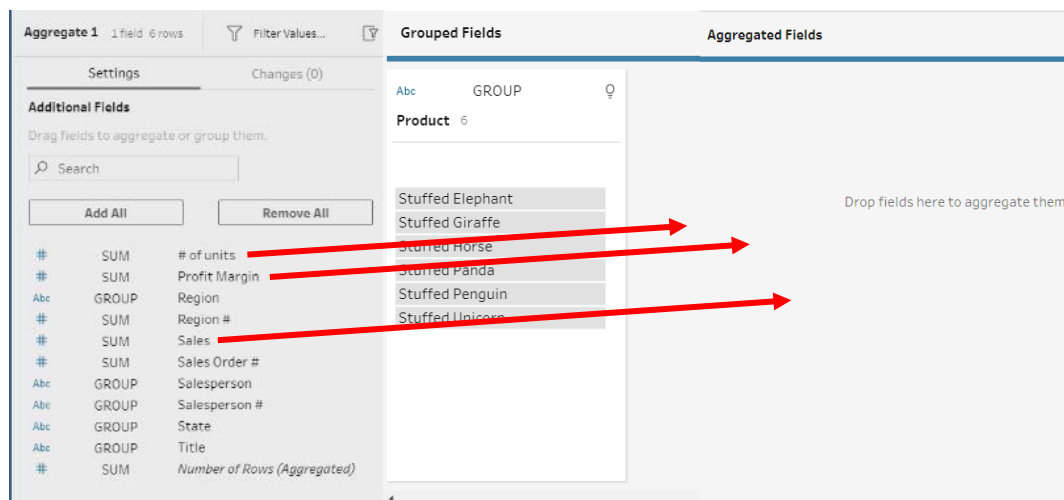 Aggregate 1 1 field 6 rows Filter Values...
Settings Changes (0)
Additional Fields
Drag fields to aggregate or group them.
Search
Add All Remove All
# SUM # of units
# SUM Profit Margin
Abc GROUP Region
# SUM Region #
# SUM Sales
# SUM Sales Order #
Abc GROUP Salesperson
Abc GROUP Salesperson #
Abc GROUP State
Abc GROUP Title
# SUM Number of Rows (Aggregated)
Grouped Fields
Abc GROUP
Product 6
Stuffed Elephant
Stuffed Giraffe
Stuffed Horse
Stuffed Panda
Stuffed Penguin
Stuffed Unicorn
Aggregated Fields
Drop fields here to aggregate them